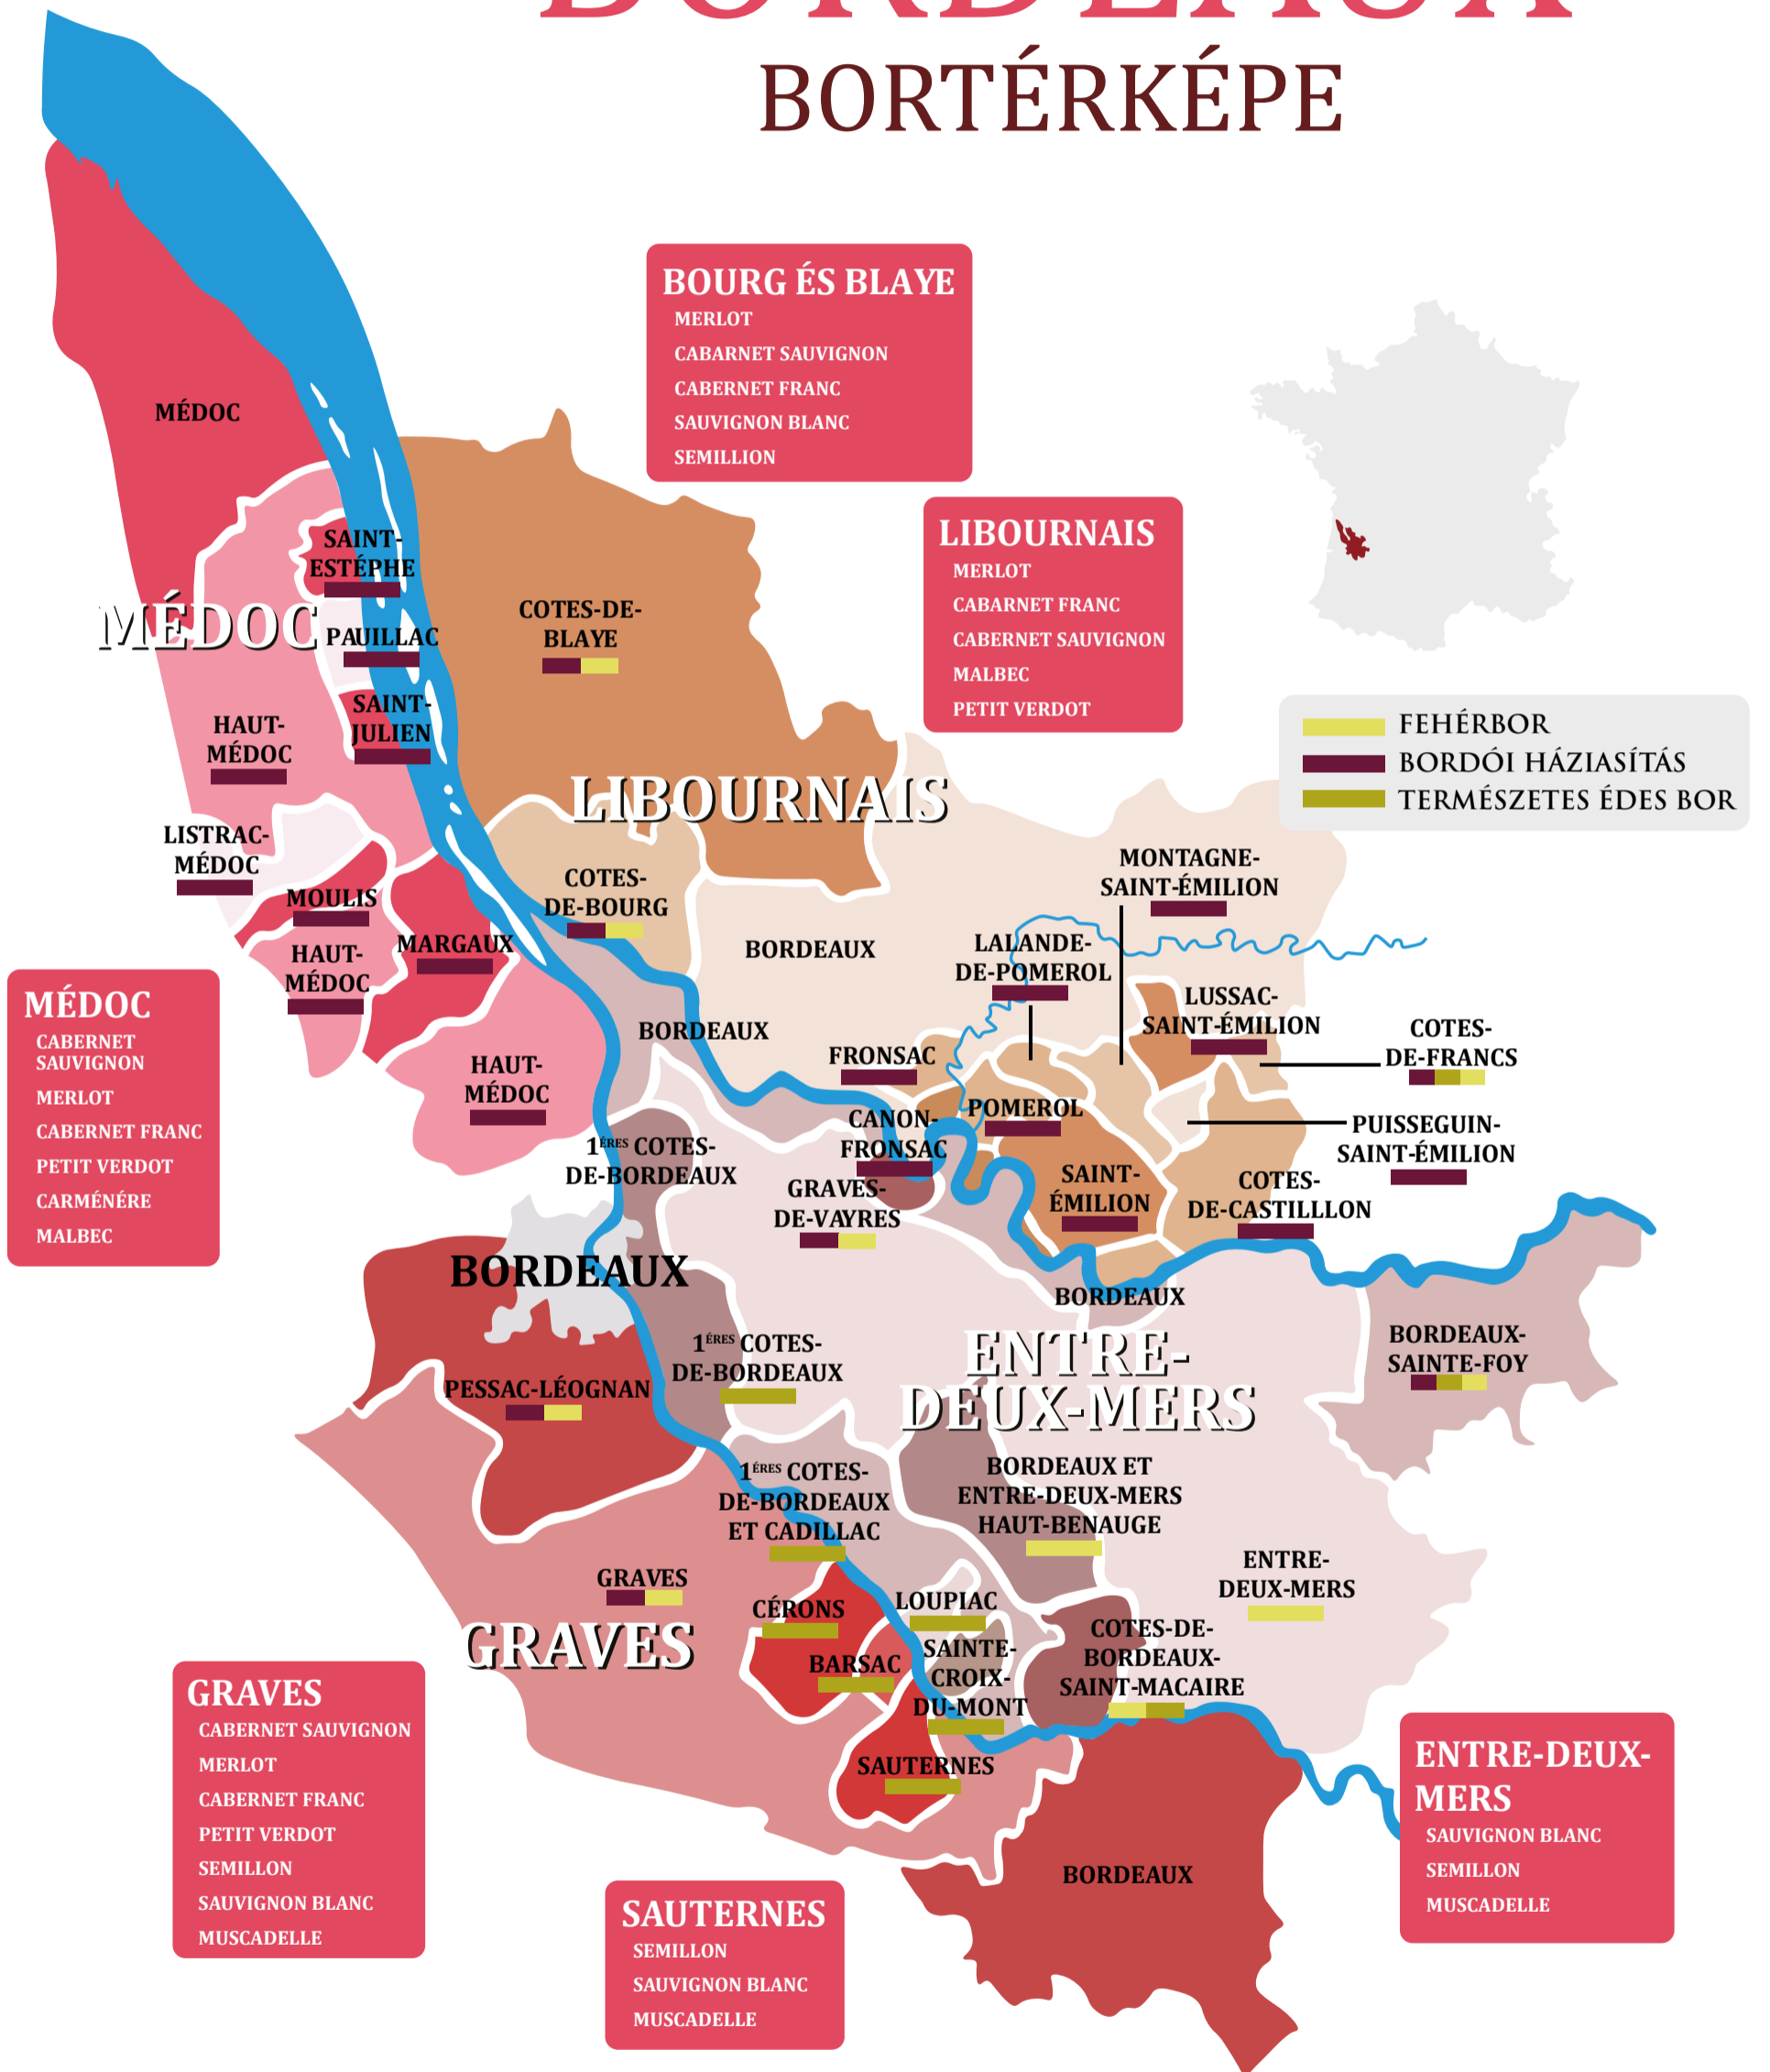 BORDEAUX
BORTÉRKÉPE
BOURG ÉS BLAYE
MERLOT
CABARNET SAUVIGNON
CABERNET FRANC
SAUVIGNON BLANC
SEMILLION
LIBOURNAIS
MERLOT
CABARNET FRANC
CABERNET SAUVIGNON
MALBEC
PETIT VERDOT
FEHÉRBOR
BORDÓI HÁZIASÍTÁS
TERMÉSZETES ÉDES BOR
MÉDOC
SAINT-
ESTÉPHE
MÉDOC
PAUILLAC
COTES-DE-
BLAYE
SAINT-
JULIEN
HAUT-
MÉDOC
LIBOURNAIS
LISTRAC-
MÉDOC
MOULIS
COTES-
DE-BOURG
MARGAUX
HAUT-
MÉDOC
BORDEAUX
BORDEAUX
HAUT-
MÉDOC
MONTAGNE-
SAINT-ÉMILION
LALANDE-
DE-POMEROL
LUSSAC-
SAINT-ÉMILION
COTES-
DE-FRANCS
FRONSAC
POMEROL
CANON-
FRONSAC
PUISSEGUIN-
SAINT-ÉMILION
GRAVES-
DE-VAYRES
SAINT-
ÉMILION
COTES-
DE-CASTILLLON
MÉDOC
CABERNET
SAUVIGNON
MERLOT
CABERNET FRANC
PETIT VERDOT
CARMÉNÉRE
MALBEC
1ÉRES COTES-
DE-BORDEAUX
BORDEAUX
BORDEAUX
1ÉRES COTES-
DE-BORDEAUX
ENTRE-
DEUX-MERS
BORDEAUX-
SAINTE-FOY
PESSAC-LÉOGNAN
1ÉRES COTES-
DE-BORDEAUX
ET CADILLAC
BORDEAUX ET
ENTRE-DEUX-MERS
HAUT-BENAUGE
ENTRE-
DEUX-MERS
GRAVES
GRAVES
CÉRONS
LOUPIAC
BARSAC
SAINTE-
CROIX-
DU-MONT
COTES-DE-
BORDEAUX-
SAINT-MACAIRE
SAUTERNES
BORDEAUX
GRAVES
CABERNET SAUVIGNON
MERLOT
CABERNET FRANC
PETIT VERDOT
SEMILLON
SAUVIGNON BLANC
MUSCADELLE
SAUTERNES
SEMILLON
SAUVIGNON BLANC
MUSCADELLE
ENTRE-DEUX-
MERS
SAUVIGNON BLANC
SEMILLON
MUSCADELLE